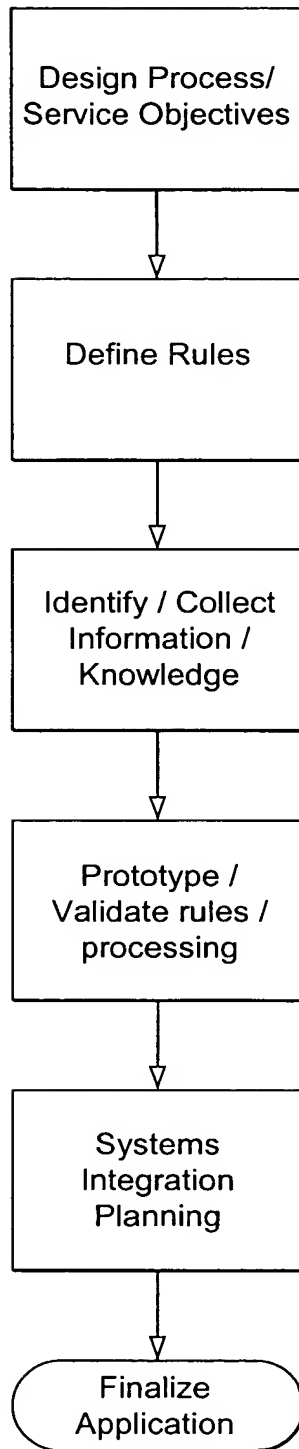 Design Process/
Service Objectives
Define Rules
Identify / Collect
Information /
Knowledge
Prototype /
Validate rules /
processing
Systems
Integration
Planning
Finalize
Application